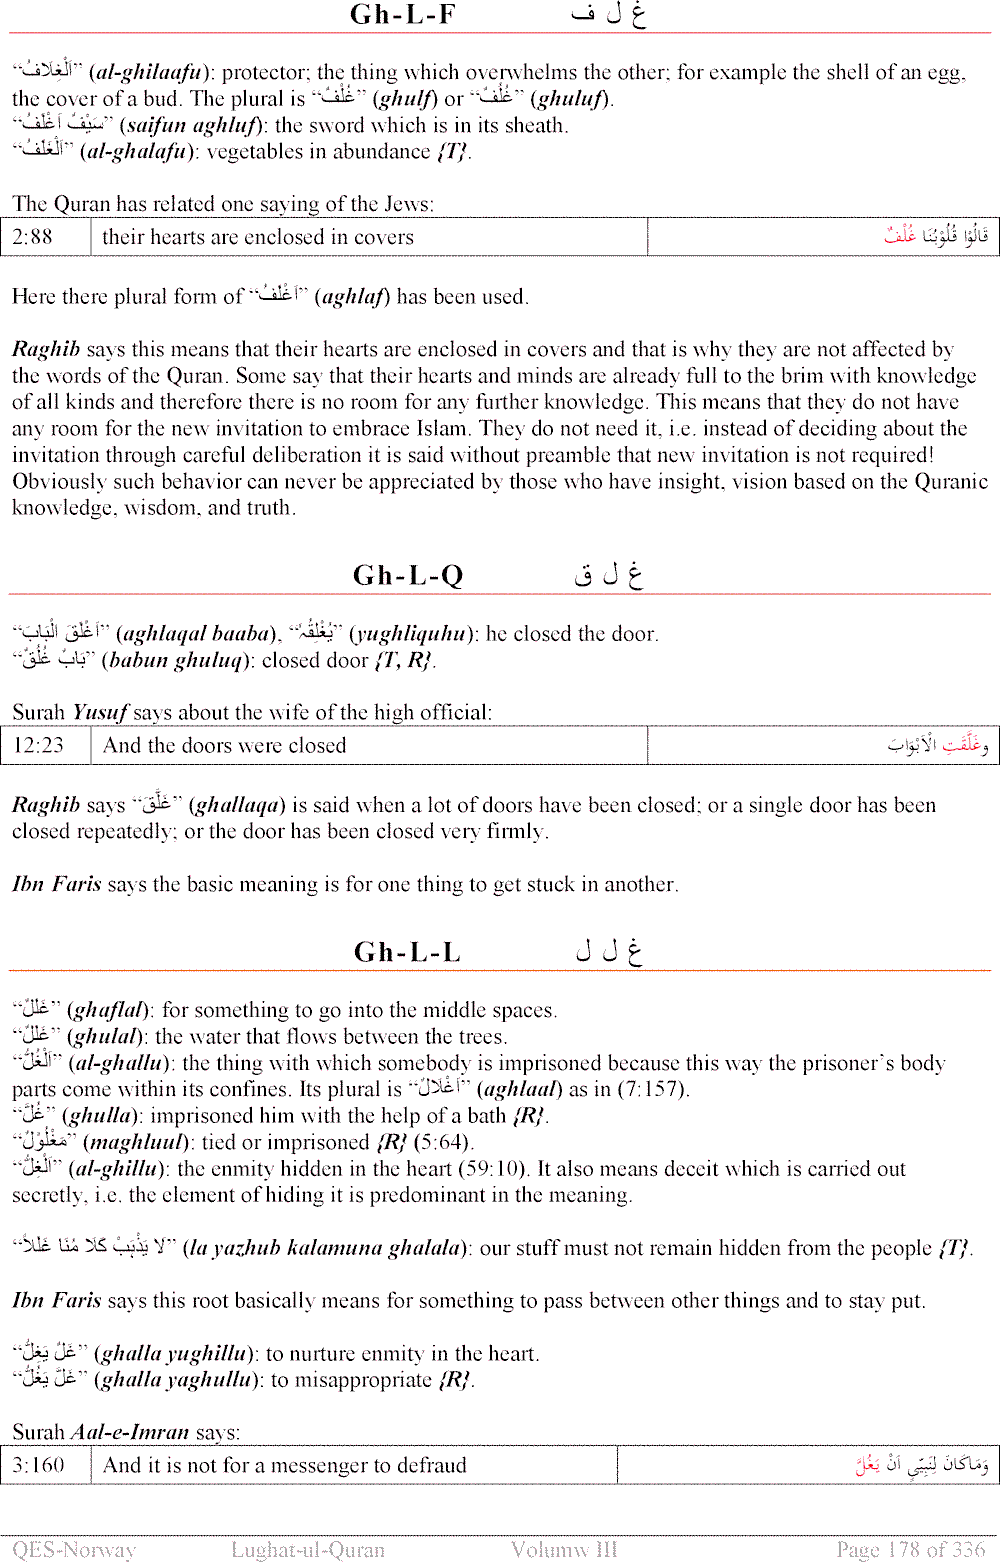 Gh-L-F غ ل ف
“اَلْغِلَافُ” (al-ghilaafu): protector; the thing which overwhelms the other; for example the shell of an egg,
the cover of a bud. The plural is “غُلْفٌ” (ghulf) or “غُلُفٌ” (ghuluf).
“سَيْفٌ اَغْلَفُ” (saifun aghluf): the sword which is in its sheath.
“اَلْغَلَفُ” (al-ghalafu): vegetables in abundance {T}.
The Quran has related one saying of the Jews:
2:88 their hearts are enclosed in covers قَالُوْا قُلُوْبُنَا غُلْفٌ
Here there plural form of “اَغْلَفُ” (aghlaf) has been used.
Raghib says this means that their hearts are enclosed in covers and that is why they are not affected by
the words of the Quran. Some say that their hearts and minds are already full to the brim with knowledge
of all kinds and therefore there is no room for any further knowledge. This means that they do not have
any room for the new invitation to embrace Islam. They do not need it, i.e. instead of deciding about the
invitation through careful deliberation it is said without preamble that new invitation is not required!
Obviously such behavior can never be appreciated by those who have insight, vision based on the Quranic
knowledge, wisdom, and truth.
Gh-L-Q غ ل ق
“اَغْلَقَ الْبَابَ” (aghlaqal baaba), “يُغْلِقُہٗ” (yughliquhu): he closed the door.
“بَابٌ غُلُقٌ” (babun ghuluq): closed door {T, R}.
Surah Yusuf says about the wife of the high official:
12:23 And the doors were closed وغَلَّقَتِ الْاَبْوَابَ
Raghib says “غَلَّقَ” (ghallaqa) is said when a lot of doors have been closed; or a single door has been
closed repeatedly; or the door has been closed very firmly.
Ibn Faris says the basic meaning is for one thing to get stuck in another.
Gh-L-L غ ل ل
“غَلَلٌ” (ghaflal): for something to go into the middle spaces.
“غَلَلٌ” (ghulal): the water that flows between the trees.
“اَلْغُلُّ” (al-ghallu): the thing with which somebody is imprisoned because this way the prisoner’s body
parts come within its confines. Its plural is “اَغْلَالٌ” (aghlaal) as in (7:157).
“غُلَّ” (ghulla): imprisoned him with the help of a bath {R}.
“مَغْلُوْلٌ” (maghluul): tied or imprisoned {R} (5:64).
“اَلْغِلُّ” (al-ghillu): the enmity hidden in the heart (59:10). It also means deceit which is carried out
secretly, i.e. the element of hiding it is predominant in the meaning.
“لَا يَذْہَبْ كَلَا مُنَا غَلَلاً” (la yazhub kalamuna ghalala): our stuff must not remain hidden from the people {T}.
Ibn Faris says this root basically means for something to pass between other things and to stay put.
“غَلَّ يَغِلُّ” (ghalla yughillu): to nurture enmity in the heart.
“غَلَّ يَغُلُّ” (ghalla yaghullu): to misappropriate {R}.
Surah Aal-e-Imran says:
3:160 And it is not for a messenger to defraud وَمَاكَانَ لِنَبِيّٖيٍ اَنْ يَغُلَّ
QES-Norway Lughat-ul-Quran Volumw III Page 178 of 336